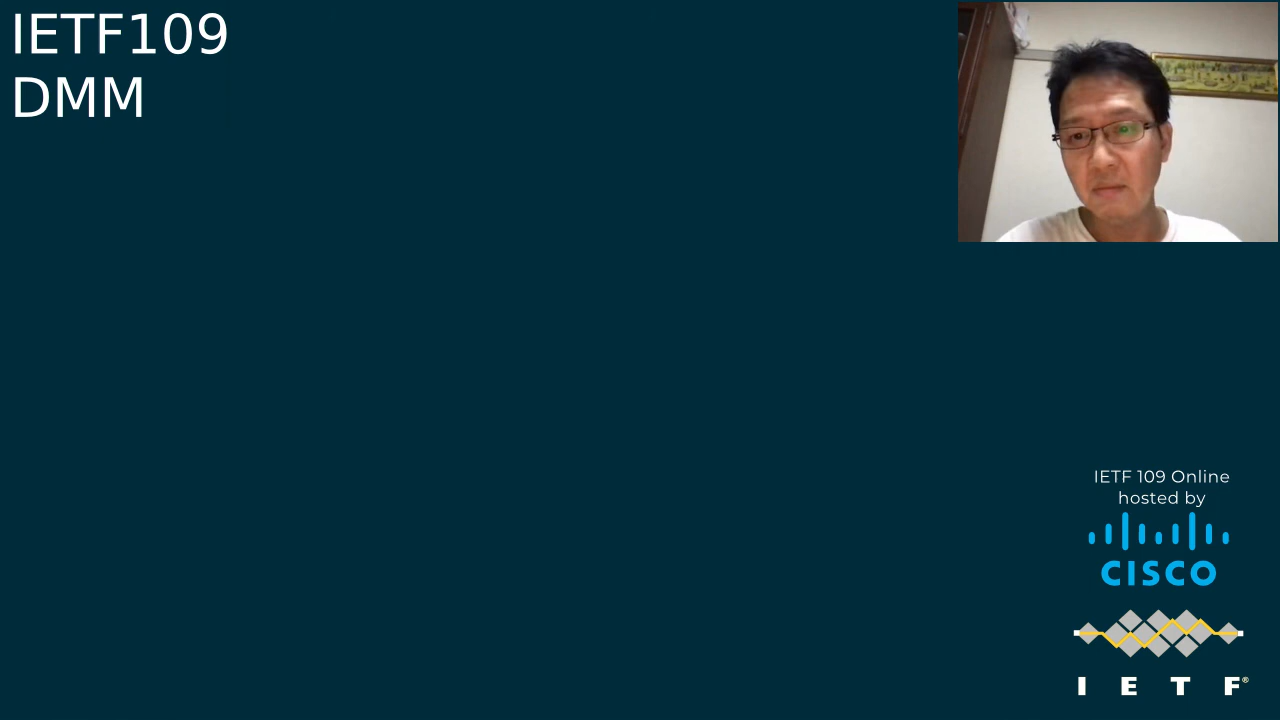 IETF109
DMM
IETF 109 Online
hosted by
CISCO
I E T F®